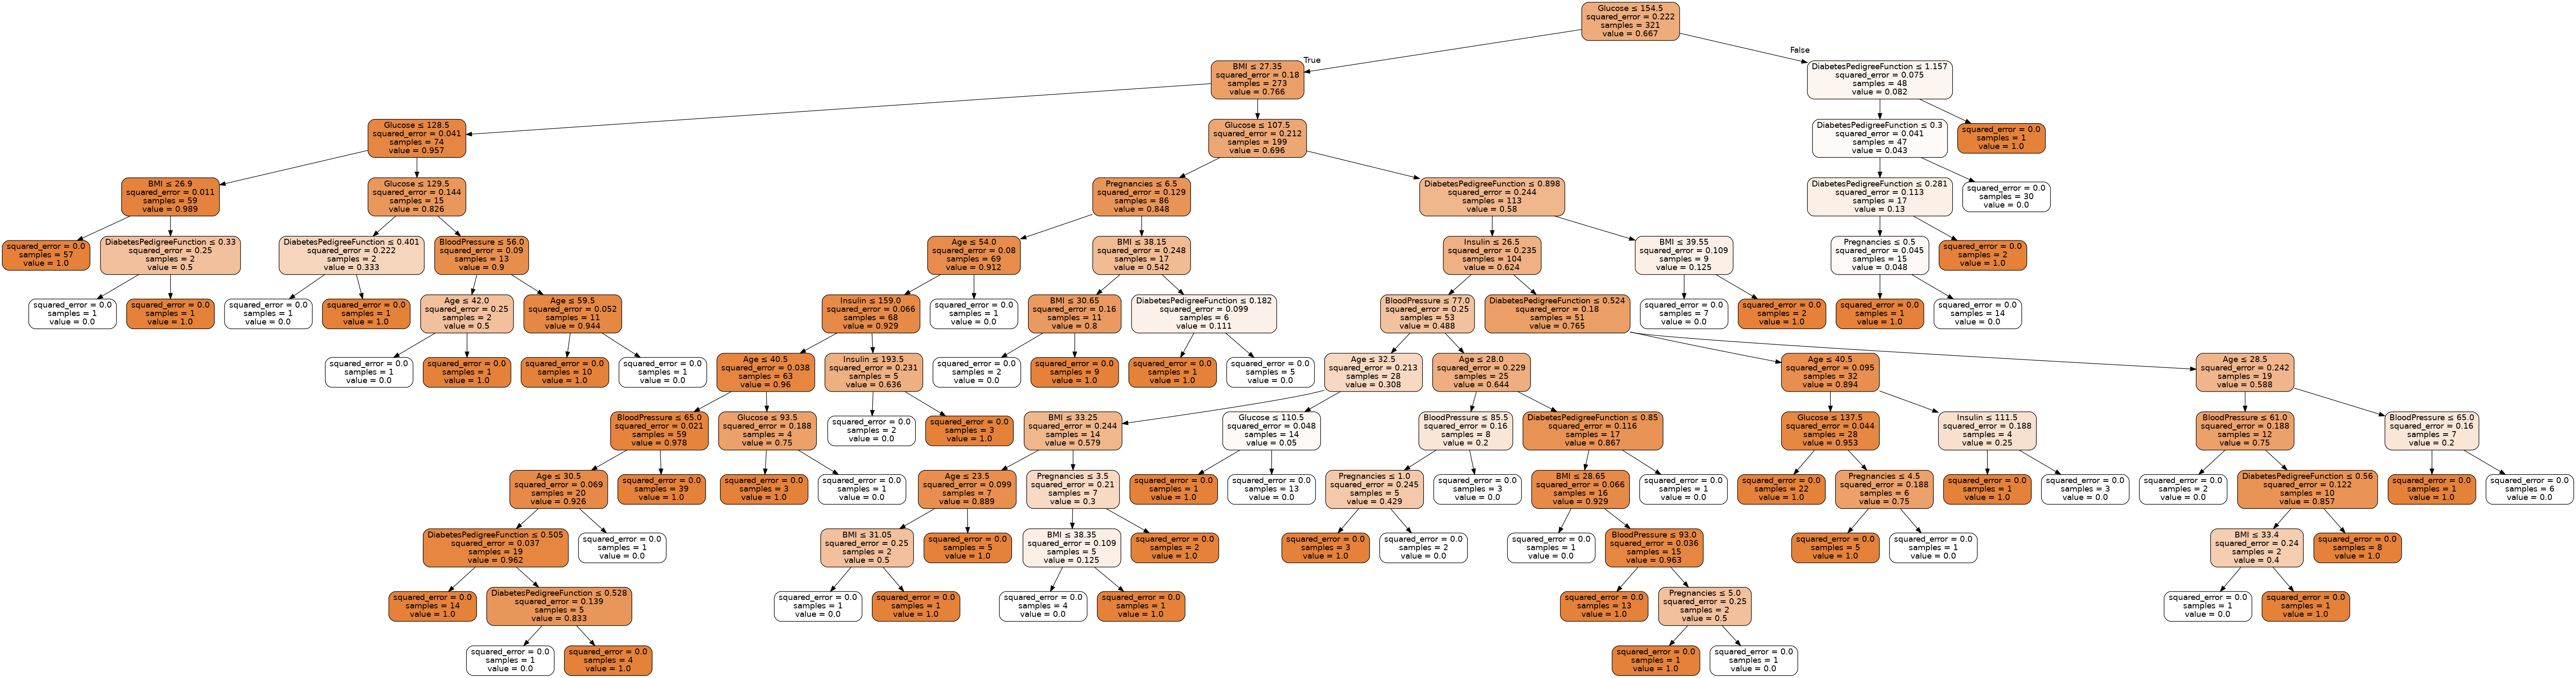 Glucose ≤ 154.5
squared_error = 0.222
samples = 321
value = 0.667
True
False
BMI ≤ 27.35
squared_error = 0.18
samples = 273
value = 0.766
DiabetesPedigreeFunction ≤ 1.157
squared_error = 0.075
samples = 48
value = 0.082
Glucose ≤ 128.5
squared_error = 0.041
samples = 74
value = 0.957
Glucose ≤ 107.5
squared_error = 0.212
samples = 199
value = 0.696
DiabetesPedigreeFunction ≤ 0.3
squared_error = 0.041
samples = 47
value = 0.043
squared_error = 0.0
samples = 1
value = 1.0
BMI ≤ 26.9
squared_error = 0.011
samples = 59
value = 0.989
Glucose ≤ 129.5
squared_error = 0.144
samples = 15
value = 0.826
Pregnancies ≤ 6.5
squared_error = 0.129
samples = 86
value = 0.848
DiabetesPedigreeFunction ≤ 0.898
squared_error = 0.244
samples = 113
value = 0.58
DiabetesPedigreeFunction ≤ 0.281
squared_error = 0.113
samples = 17
value = 0.13
squared_error = 0.0
samples = 30
value = 0.0
squared_error = 0.0
samples = 57
value = 1.0
DiabetesPedigreeFunction ≤ 0.33
squared_error = 0.25
samples = 2
value = 0.5
DiabetesPedigreeFunction ≤ 0.401
squared_error = 0.222
samples = 2
value = 0.333
BloodPressure ≤ 56.0
squared_error = 0.09
samples = 13
value = 0.9
Age ≤ 54.0
squared_error = 0.08
samples = 69
value = 0.912
BMI ≤ 38.15
squared_error = 0.248
samples = 17
value = 0.542
Insulin ≤ 26.5
squared_error = 0.235
samples = 104
value = 0.624
BMI ≤ 39.55
squared_error = 0.109
samples = 9
value = 0.125
Pregnancies ≤ 0.5
squared_error = 0.045
samples = 15
value = 0.048
squared_error = 0.0
samples = 2
value = 1.0
squared_error = 0.0
samples = 1
value = 0.0
squared_error = 0.0
samples = 1
value = 1.0
squared_error = 0.0
samples = 1
value = 0.0
squared_error = 0.0
samples = 1
value = 1.0
Age ≤ 42.0
squared_error = 0.25
samples = 2
value = 0.5
Age ≤ 59.5
squared_error = 0.052
samples = 11
value = 0.944
Insulin ≤ 159.0
squared_error = 0.066
samples = 68
value = 0.929
squared_error = 0.0
samples = 1
value = 0.0
BMI ≤ 30.65
squared_error = 0.16
samples = 11
value = 0.8
DiabetesPedigreeFunction ≤ 0.182
squared_error = 0.099
samples = 6
value = 0.111
BloodPressure ≤ 77.0
squared_error = 0.25
samples = 53
value = 0.488
DiabetesPedigreeFunction ≤ 0.524
squared_error = 0.18
samples = 51
value = 0.765
squared_error = 0.0
samples = 7
value = 0.0
squared_error = 0.0
samples = 2
value = 1.0
squared_error = 0.0
samples = 1
value = 1.0
squared_error = 0.0
samples = 14
value = 0.0
squared_error = 0.0
samples = 1
value = 0.0
squared_error = 0.0
samples = 1
value = 1.0
squared_error = 0.0
samples = 10
value = 1.0
squared_error = 0.0
samples = 1
value = 0.0
Age ≤ 40.5
squared_error = 0.038
samples = 63
value = 0.96
Insulin ≤ 193.5
squared_error = 0.231
samples = 5
value = 0.636
squared_error = 0.0
samples = 2
value = 0.0
squared_error = 0.0
samples = 9
value = 1.0
squared_error = 0.0
samples = 1
value = 1.0
squared_error = 0.0
samples = 5
value = 0.0
Age ≤ 32.5
squared_error = 0.213
samples = 28
value = 0.308
Age ≤ 28.0
squared_error = 0.229
samples = 25
value = 0.644
Age ≤ 40.5
squared_error = 0.095
samples = 32
value = 0.894
Age ≤ 28.5
squared_error = 0.242
samples = 19
value = 0.588
BloodPressure ≤ 65.0
squared_error = 0.021
samples = 59
value = 0.978
Glucose ≤ 93.5
squared_error = 0.188
samples = 4
value = 0.75
squared_error = 0.0
samples = 2
value = 0.0
squared_error = 0.0
samples = 3
value = 1.0
BMI ≤ 33.25
squared_error = 0.244
samples = 14
value = 0.579
Glucose ≤ 110.5
squared_error = 0.048
samples = 14
value = 0.05
BloodPressure ≤ 85.5
squared_error = 0.16
samples = 8
value = 0.2
DiabetesPedigreeFunction ≤ 0.85
squared_error = 0.116
samples = 17
value = 0.867
Glucose ≤ 137.5
squared_error = 0.044
samples = 28
value = 0.953
Insulin ≤ 111.5
squared_error = 0.188
samples = 4
value = 0.25
BloodPressure ≤ 61.0
squared_error = 0.188
samples = 12
value = 0.75
BloodPressure ≤ 65.0
squared_error = 0.16
samples = 7
value = 0.2
Age ≤ 30.5
squared_error = 0.069
samples = 20
value = 0.926
squared_error = 0.0
samples = 39
value = 1.0
squared_error = 0.0
samples = 3
value = 1.0
squared_error = 0.0
samples = 1
value = 0.0
Age ≤ 23.5
squared_error = 0.099
samples = 7
value = 0.889
Pregnancies ≤ 3.5
squared_error = 0.21
samples = 7
value = 0.3
squared_error = 0.0
samples = 1
value = 1.0
squared_error = 0.0
samples = 13
value = 0.0
Pregnancies ≤ 1.0
squared_error = 0.245
samples = 5
value = 0.429
squared_error = 0.0
samples = 3
value = 0.0
BMI ≤ 28.65
squared_error = 0.066
samples = 16
value = 0.929
squared_error = 0.0
samples = 1
value = 0.0
squared_error = 0.0
samples = 22
value = 1.0
Pregnancies ≤ 4.5
squared_error = 0.188
samples = 6
value = 0.75
squared_error = 0.0
samples = 1
value = 1.0
squared_error = 0.0
samples = 3
value = 0.0
squared_error = 0.0
samples = 2
value = 0.0
DiabetesPedigreeFunction ≤ 0.56
squared_error = 0.122
samples = 10
value = 0.857
squared_error = 0.0
samples = 1
value = 1.0
squared_error = 0.0
samples = 6
value = 0.0
DiabetesPedigreeFunction ≤ 0.505
squared_error = 0.037
samples = 19
value = 0.962
squared_error = 0.0
samples = 1
value = 0.0
BMI ≤ 31.05
squared_error = 0.25
samples = 2
value = 0.5
squared_error = 0.0
samples = 5
value = 1.0
BMI ≤ 38.35
squared_error = 0.109
samples = 5
value = 0.125
squared_error = 0.0
samples = 2
value = 1.0
squared_error = 0.0
samples = 3
value = 1.0
squared_error = 0.0
samples = 2
value = 0.0
squared_error = 0.0
samples = 1
value = 0.0
BloodPressure ≤ 93.0
squared_error = 0.036
samples = 15
value = 0.963
squared_error = 0.0
samples = 5
value = 1.0
squared_error = 0.0
samples = 1
value = 0.0
BMI ≤ 33.4
squared_error = 0.24
samples = 2
value = 0.4
squared_error = 0.0
samples = 8
value = 1.0
squared_error = 0.0
samples = 14
value = 1.0
DiabetesPedigreeFunction ≤ 0.528
squared_error = 0.139
samples = 5
value = 0.833
squared_error = 0.0
samples = 1
value = 0.0
squared_error = 0.0
samples = 1
value = 1.0
squared_error = 0.0
samples = 4
value = 0.0
squared_error = 0.0
samples = 1
value = 1.0
squared_error = 0.0
samples = 13
value = 1.0
Pregnancies ≤ 5.0
squared_error = 0.25
samples = 2
value = 0.5
squared_error = 0.0
samples = 1
value = 0.0
squared_error = 0.0
samples = 1
value = 1.0
squared_error = 0.0
samples = 1
value = 0.0
squared_error = 0.0
samples = 4
value = 1.0
squared_error = 0.0
samples = 1
value = 1.0
squared_error = 0.0
samples = 1
value = 0.0